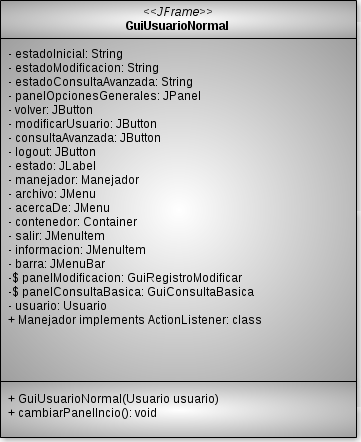 <<JFrame>>
GuiUsuarioNormal
- estadoInicial: String
- estadoModificacion: String
- estadoConsultaAvanzada: String
- panelOpcionesGenerales: JPanel
- volver: JButton
- modificarUsuario: JButton
- consultaAvanzada: JButton
- logout: JButton
- estado: JLabel
- manejador: Manejador
- archivo: JMenu
- acercaDe: JMenu
- contenedor: Container
- salir: JMenuItem
- informacion: JMenuItem
- barra: JMenuBar
-$ panelModificacion: GuiRegistroModificar
-$ panelConsultaBasica: GuiConsultaBasica
- usuario: Usuario
+ Manejador implements ActionListener: class
+ GuiUsuarioNormal(Usuario usuario)
+ cambiarPanelIncio(): void